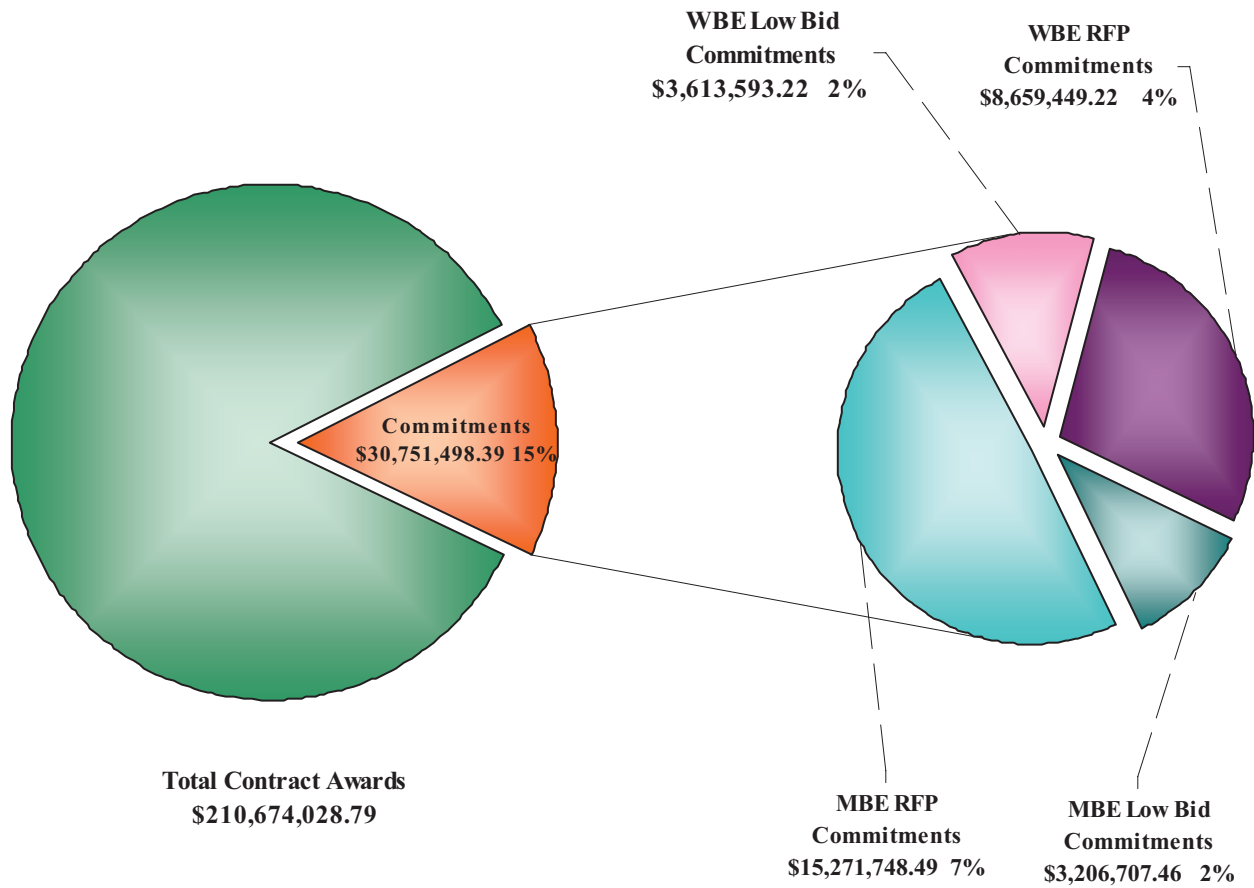 WBE Low Bid
Commitments
$3,613,593.22 2%
WBE RFP
Commitments
$8,659,449.22 4%
Commitments
$30,751,498.39 15%
Total Contract Awards
$210,674,028.79
MBE RFP
Commitments
$15,271,748.49 7%
MBE Low Bid
Commitments
$3,206,707.46 2%